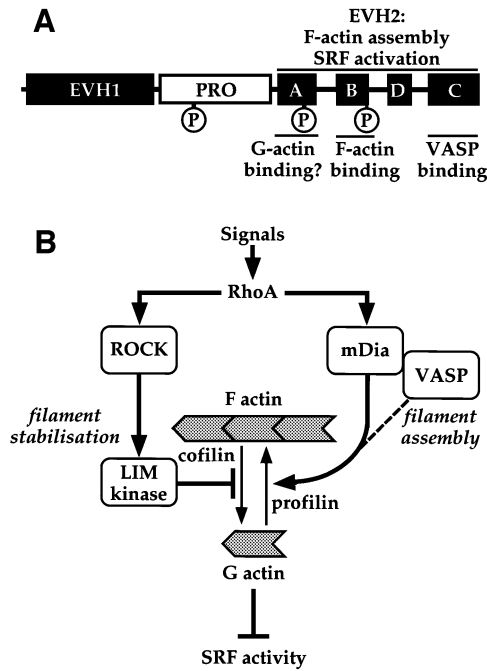 A
EVH2:
F-actin assembly
SRF activation
EVH1 PRO A B D C
P P P
G-actin binding? F-actin binding VASP binding
B
Signals
RhoA
ROCK mDia
VASP
F actin
filament stabilisation
filament assembly
cofilin
LIM kinase
profilin
G actin
SRF activity